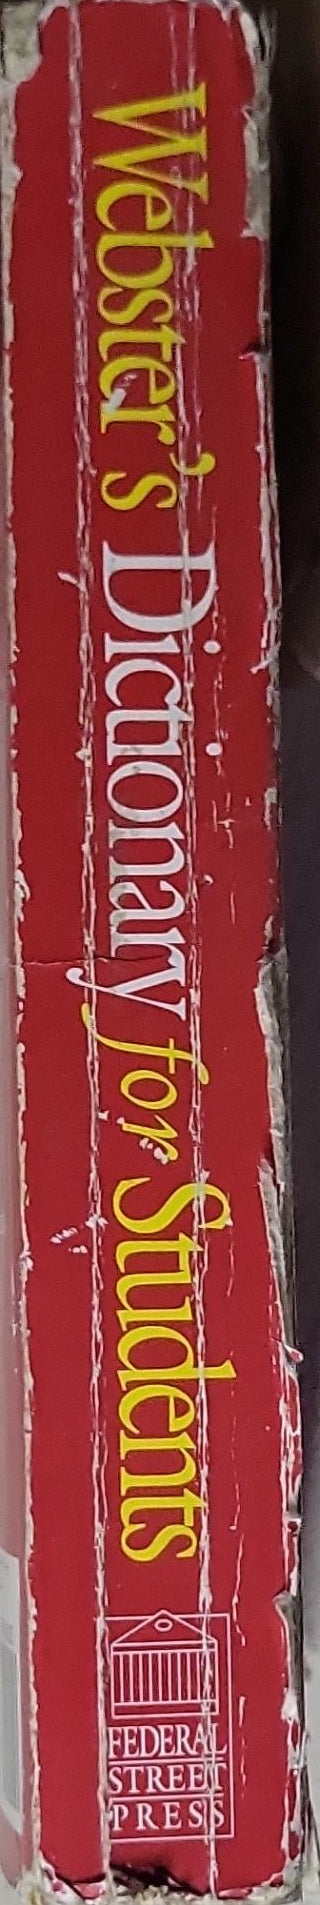 Webster's Dictionary for Students
FEDERAL
STREET
PRESS